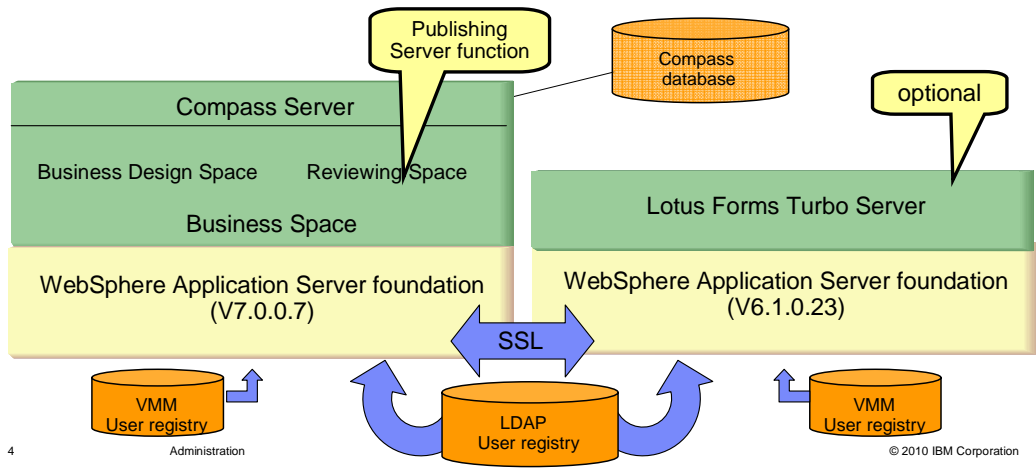 Publishing
Server function
Compass
database
optional
Compass Server
Business Design Space
Reviewing Space
Business Space
Lotus Forms Turbo Server
WebSphere Application Server foundation
(V7.0.0.7)
WebSphere Application Server foundation
(V6.1.0.23)
SSL
VMM
User registry
LDAP
User registry
VMM
User registry
4
Administration
© 2010 IBM Corporation